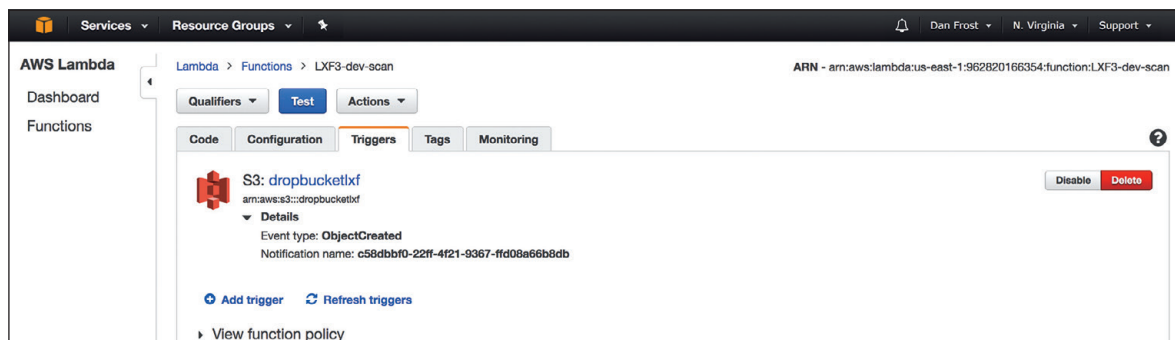 Services Resource Groups Dan Frost N. Virginia Support
AWS Lambda
Dashboard
Functions
Lambda > Functions > LXF3-dev-scan ARN - arn:aws:lambda:us-east-1:962820166354:function:LXF3-dev-scan
Qualifiers Test Actions
Code Configuration Triggers Tags Monitoring
S3: dropbucketlxf Disable Delete
arn:aws:s3:::dropbucketlxf
Details
Event type: ObjectCreated
Notification name: c58dbbf0-22ff-4f21-9367-ffd08a66b8db
Add trigger Refresh triggers
View function policy